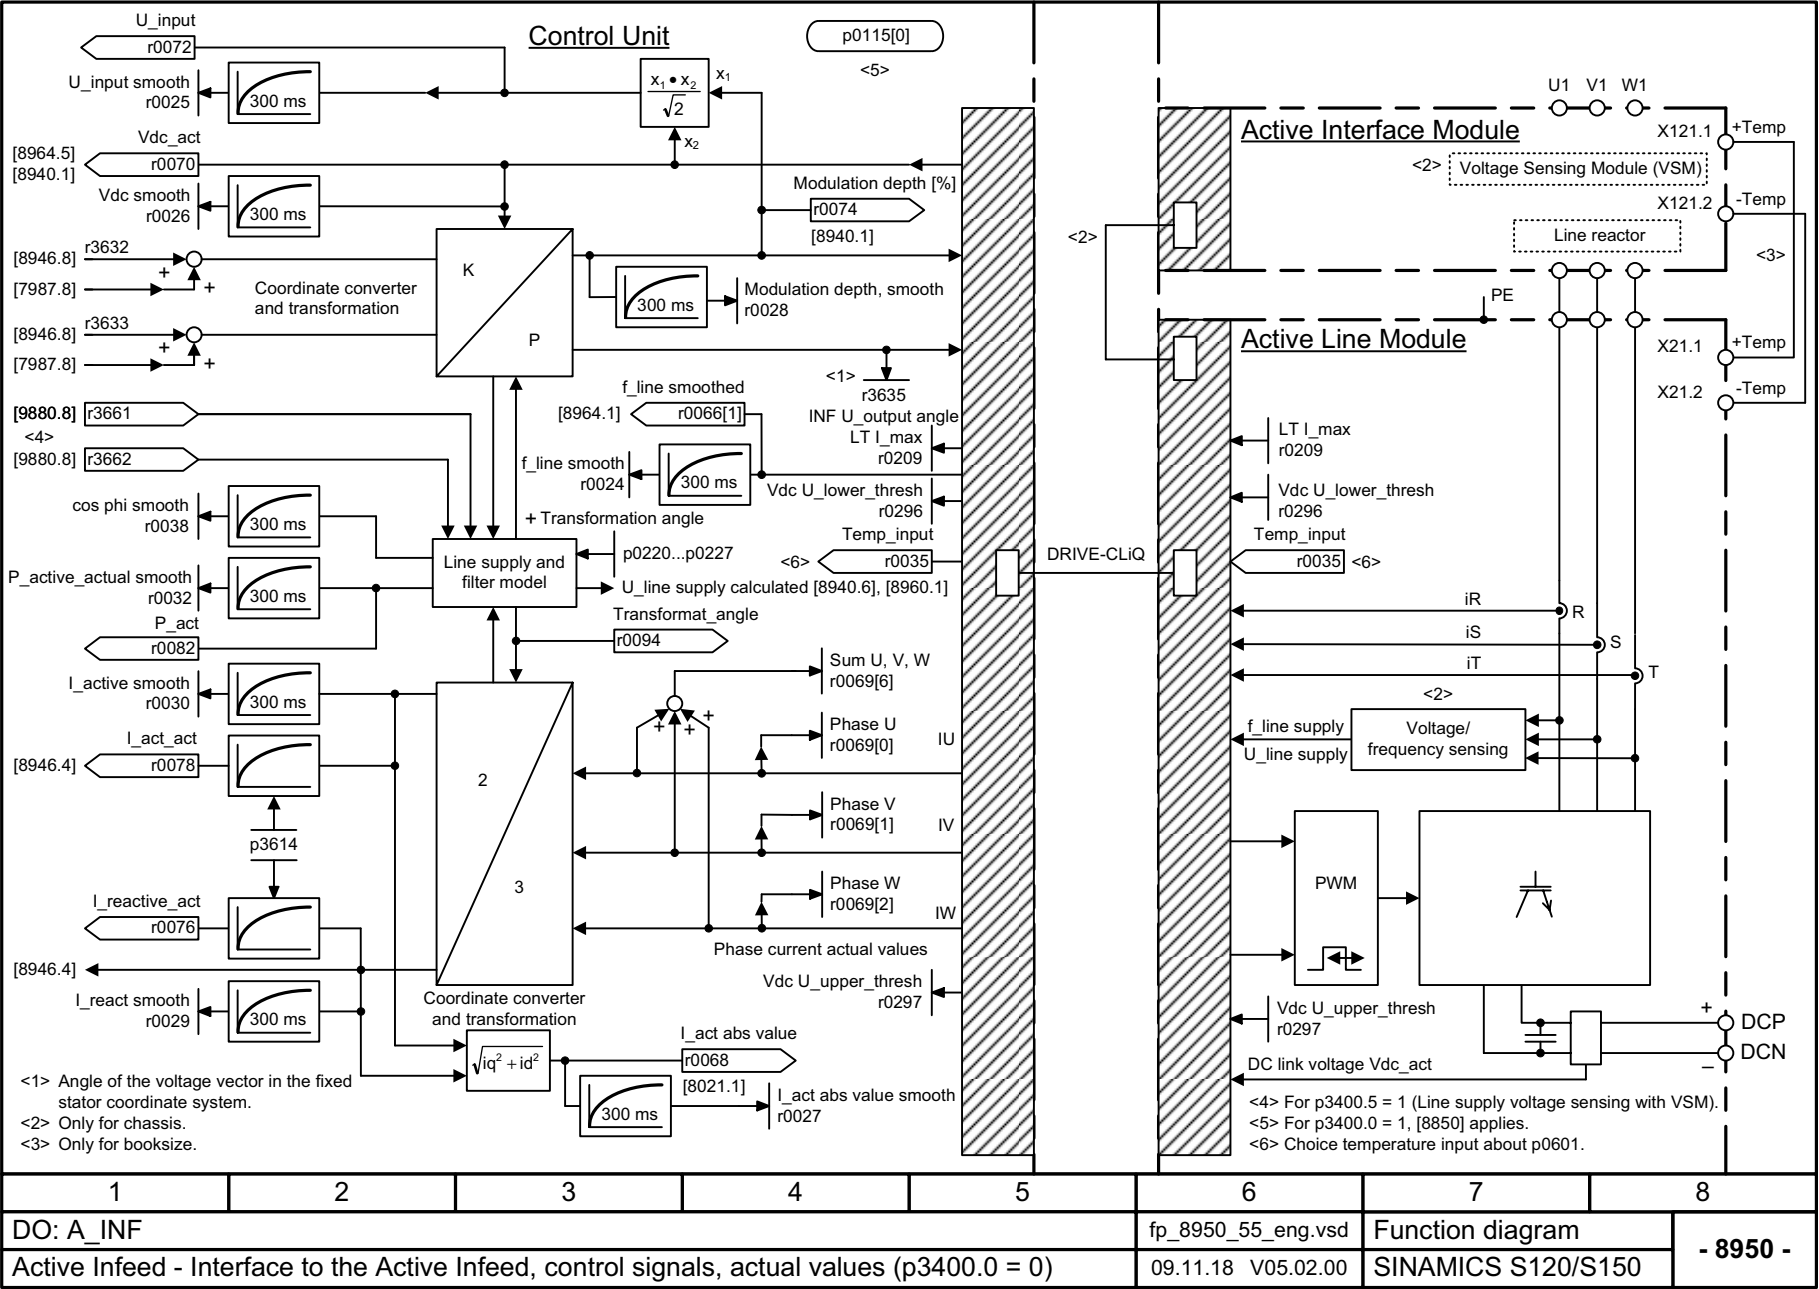 U_input
r0072
Control Unit
p0115[0]
<5>
U_input smooth
r0025
300 ms
x₁ • x₂
√2
x₁
x₂
U1 V1 W1
Active Interface Module
X121.1
+Temp
<2>
Voltage Sensing Module (VSM)
X121.2
-Temp
Line reactor
<3>
Vdc_act
[8964.5]
[8940.1]
r0070
Vdc smooth
r0026
300 ms
Modulation depth [%]
r0074
[8940.1]
<2>
[8946.8]
r3632
+
+
[7987.8]
Coordinate converter
and transformation
K
P
300 ms
Modulation depth, smooth
r0028
PE
[8946.8]
r3633
+
+
[7987.8]
Active Line Module
X21.1
+Temp
X21.2
-Temp
<1>
r3635
INF U_output angle
f_line smoothed
[8964.1]
r0066[1]
[9880.8]
r3661
<4>
[9880.8]
r3662
LT I_max
r0209
LT I_max
r0209
f_line smooth
r0024
300 ms
Vdc U_lower_thresh
r0296
Vdc U_lower_thresh
r0296
cos phi smooth
r0038
300 ms
+ Transformation angle
p0220...p0227
Line supply and
filter model
Temp_input
<6>
r0035
DRIVE-CLiQ
Temp_input
r0035
<6>
P_active_actual smooth
r0032
300 ms
U_line supply calculated [8940.6], [8960.1]
P_act
r0082
Transformat_angle
r0094
iR
R
iS
S
iT
T
I_active smooth
r0030
300 ms
Sum U, V, W
r0069[6]
+
+
+
<2>
Phase U
r0069[0]
IU
f_line supply
U_line supply
Voltage/
frequency sensing
I_act_act
[8946.4]
r0078
2
3
Phase V
r0069[1]
IV
p3614
Phase W
r0069[2]
IW
PWM
I_reactive_act
r0076
Phase current actual values
[8946.4]
Vdc U_upper_thresh
r0297
Vdc U_upper_thresh
r0297
I_react smooth
r0029
300 ms
Coordinate converter
and transformation
+
DCP
DCN
–
√iq² + id²
I_act abs value
r0068
[8021.1]
DC link voltage Vdc_act
300 ms
I_act abs value smooth
r0027
<1> Angle of the voltage vector in the fixed
stator coordinate system.
<2> Only for chassis.
<3> Only for booksize.
<4> For p3400.5 = 1 (Line supply voltage sensing with VSM).
<5> For p3400.0 = 1, [8850] applies.
<6> Choice temperature input about p0601.
1 2 3 4 5 6 7 8
DO: A_INF
fp_8950_55_eng.vsd
Function diagram
- 8950 -
Active Infeed - Interface to the Active Infeed, control signals, actual values (p3400.0 = 0)
09.11.18 V05.02.00
SINAMICS S120/S150